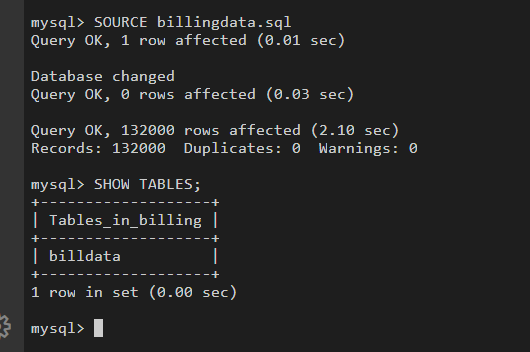 mysql> SOURCE billingdata.sql
Query OK, 1 row affected (0.01 sec)
Database changed
Query OK, 0 rows affected (0.03 sec)
Query OK, 132000 rows affected (2.10 sec)
Records: 132000  Duplicates: 0  Warnings: 0
mysql> SHOW TABLES;
+-------------------+
| Tables_in_billing |
+-------------------+
| billdata          |
+-------------------+
1 row in set (0.00 sec)
mysql>